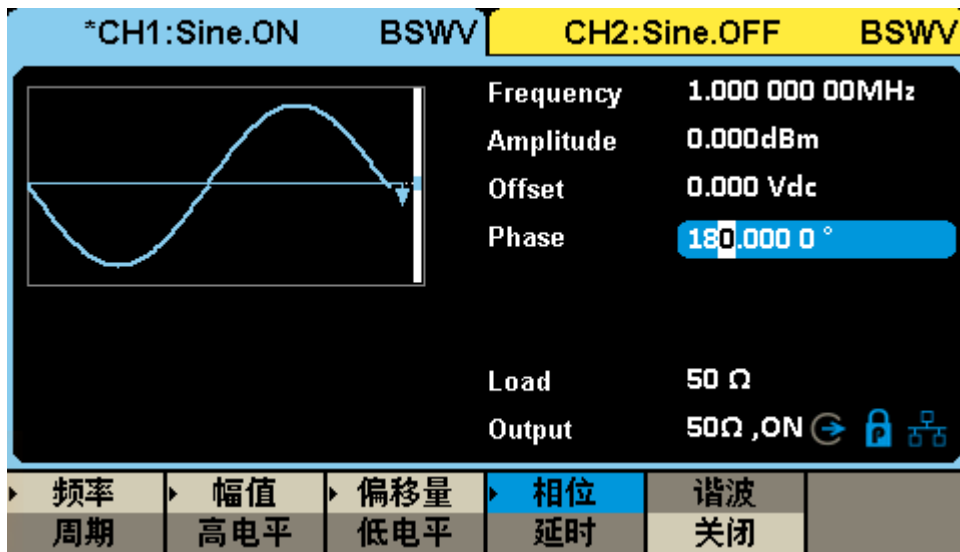 *CH1:Sine.ON BSWV CH2:Sine.OFF BSWV
Frequency 1.000 000 00MHz
Amplitude 0.000dBm
Offset 0.000 Vdc
Phase 180.000 0 °
Load 50 Ω
Output 50Ω ,ON P
频率 幅值 偏移量 相位 谐波
周期 高电平 低电平 延时 关闭